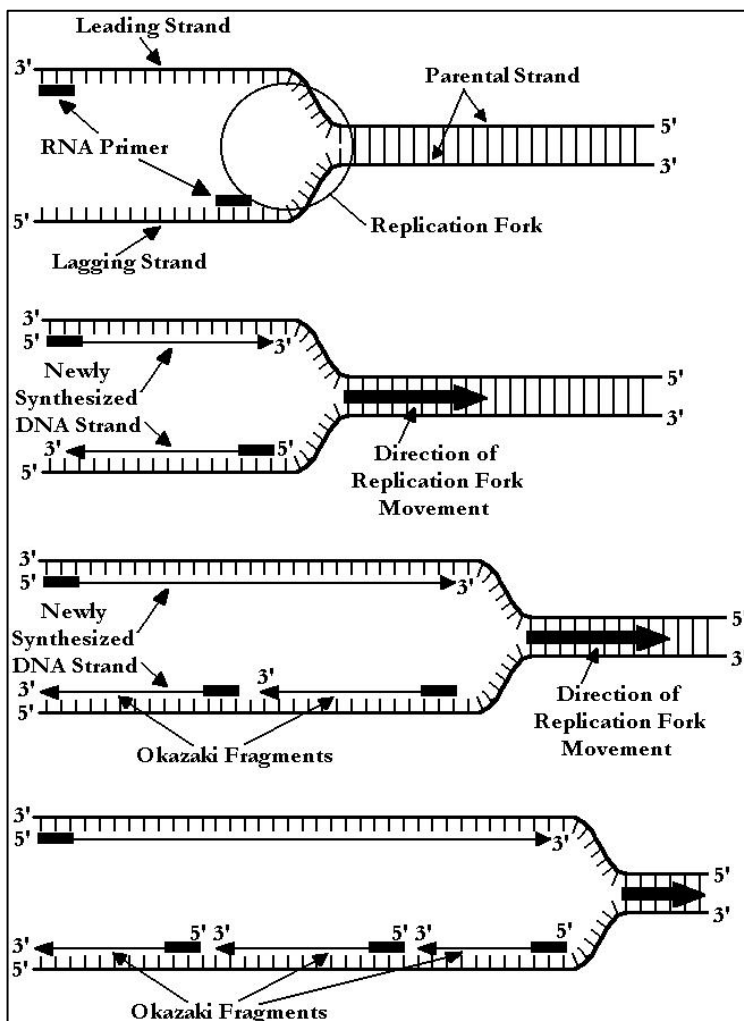 Leading Strand
3'
Parental Strand
5'
RNA Primer
3'
5'
Replication Fork
Lagging Strand
3'
5'
3'
Newly
Synthesized
DNA Strand
5'
3'
3'
5'
5'
Direction of
Replication Fork
Movement
3'
5'
3'
Newly
Synthesized
DNA Strand
5'
3'
3'
3'
5'
Direction of
Replication Fork
Movement
Okazaki Fragments
3'
5'
3'
5'
3'
5'
3'
5'
3'
5'
3'
5'
5'
Okazaki Fragments